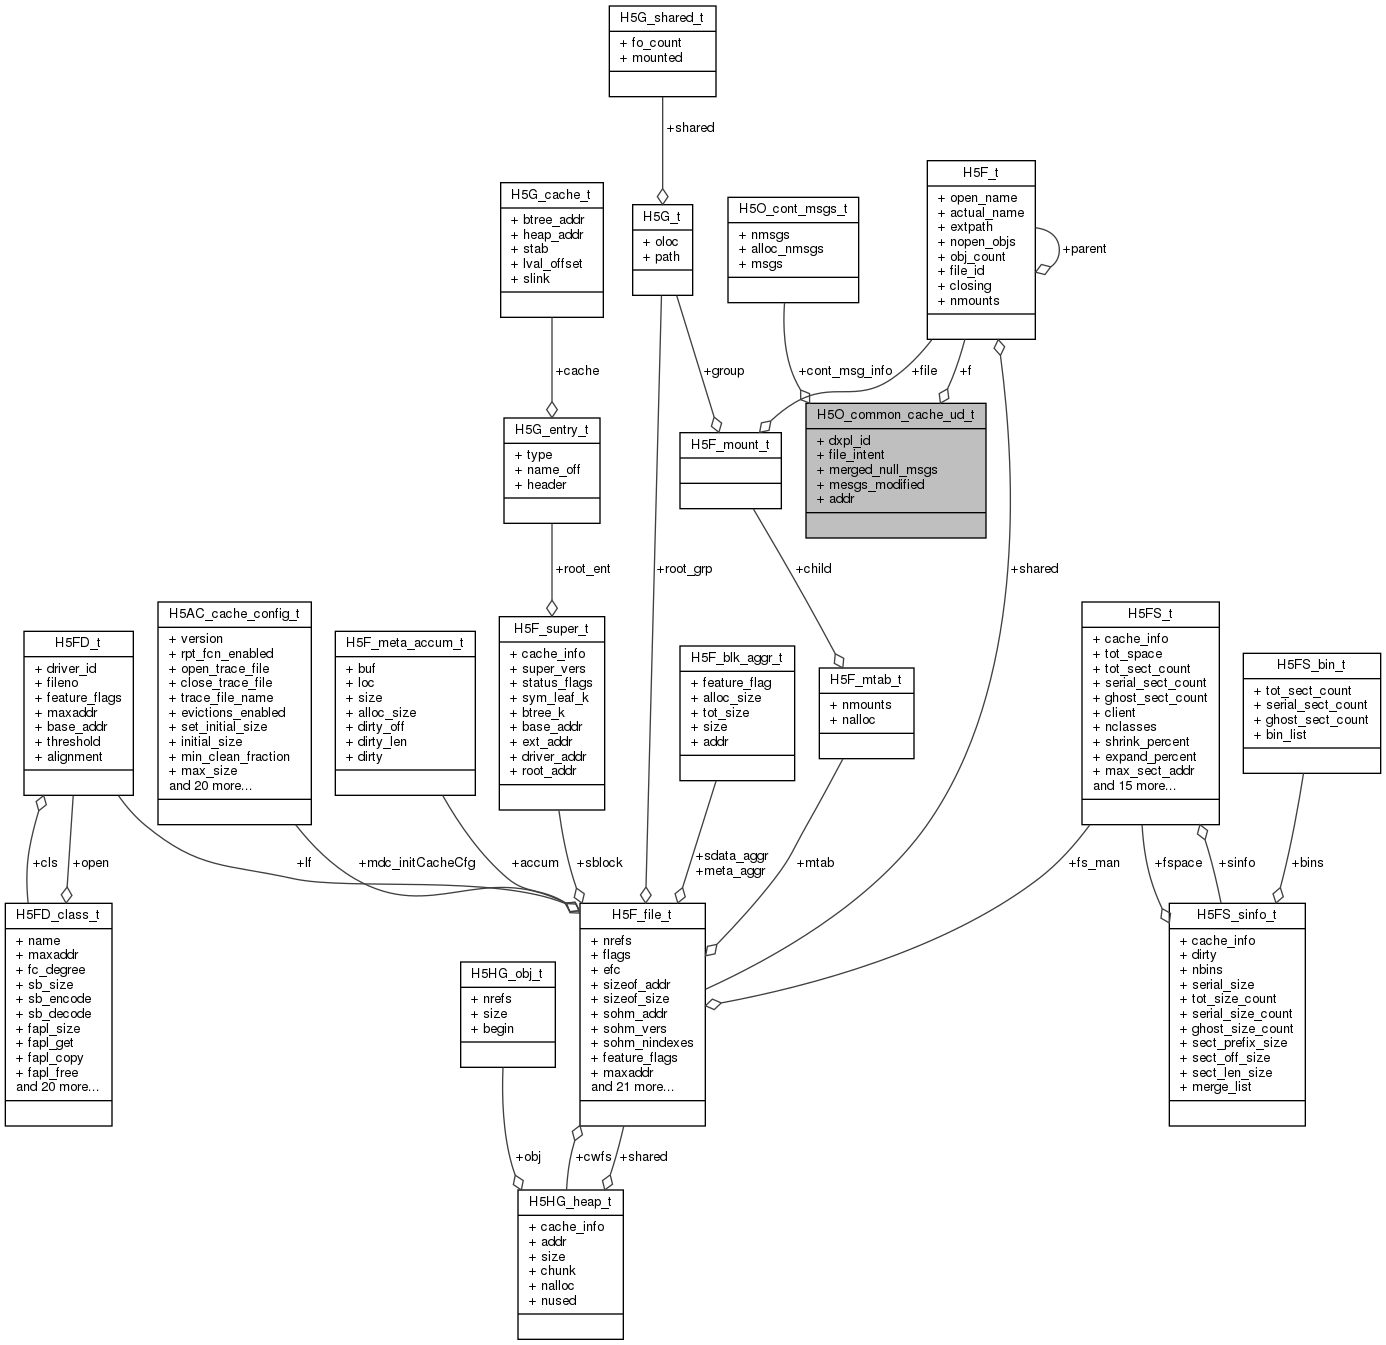 H5G_shared_t
+ fo_count
+ mounted
+shared
H5G_cache_t
+ btree_addr
+ heap_addr
+ stab
+ lval_offset
+ slink
H5G_t
+ oloc
+ path
H5O_cont_msgs_t
+ nmsgs
+ alloc_nmsgs
+ msgs
H5F_t
+ open_name
+ actual_name
+ extpath
+ nopen_objs
+ obj_count
+ file_id
+ closing
+ nmounts
+parent
+cache
+group
+cont_msg_info
+file
+f
H5G_entry_t
+ type
+ name_off
+ header
H5F_mount_t
H5O_common_cache_ud_t
+ dxpl_id
+ file_intent
+ merged_null_msgs
+ mesgs_modified
+ addr
+root_ent
+root_grp
+child
+shared
H5FD_t
+ driver_id
+ fileno
+ feature_flags
+ maxaddr
+ base_addr
+ threshold
+ alignment
H5AC_cache_config_t
+ version
+ rpt_fcn_enabled
+ open_trace_file
+ close_trace_file
+ trace_file_name
+ evictions_enabled
+ set_initial_size
+ initial_size
+ min_clean_fraction
+ max_size
and 20 more...
H5F_meta_accum_t
+ buf
+ loc
+ size
+ alloc_size
+ dirty_off
+ dirty_len
+ dirty
H5F_super_t
+ cache_info
+ super_vers
+ status_flags
+ sym_leaf_k
+ btree_k
+ base_addr
+ ext_addr
+ driver_addr
+ root_addr
H5F_blk_aggr_t
+ feature_flag
+ alloc_size
+ tot_size
+ size
+ addr
H5F_mtab_t
+ nmounts
+ nalloc
H5FS_t
+ cache_info
+ tot_space
+ tot_sect_count
+ serial_sect_count
+ ghost_sect_count
+ client
+ nclasses
+ shrink_percent
+ expand_percent
+ max_sect_addr
and 15 more...
H5FS_bin_t
+ tot_sect_count
+ serial_sect_count
+ ghost_sect_count
+ bin_list
+cls
+open
+lf
+mdc_initCacheCfg
+accum
+sblock
+sdata_aggr
+meta_aggr
+mtab
+fs_man
+fspace
+sinfo
+bins
H5FD_class_t
+ name
+ maxaddr
+ fc_degree
+ sb_size
+ sb_encode
+ sb_decode
+ fapl_size
+ fapl_get
+ fapl_copy
+ fapl_free
and 20 more...
H5HG_obj_t
+ nrefs
+ size
+ begin
H5F_file_t
+ nrefs
+ flags
+ efc
+ sizeof_addr
+ sizeof_size
+ sohm_addr
+ sohm_vers
+ sohm_nindexes
+ feature_flags
+ maxaddr
and 21 more...
H5FS_sinfo_t
+ cache_info
+ dirty
+ nbins
+ serial_size
+ tot_size_count
+ serial_size_count
+ ghost_size_count
+ sect_prefix_size
+ sect_off_size
+ sect_len_size
+ merge_list
+obj
+cwfs
+shared
H5HG_heap_t
+ cache_info
+ addr
+ size
+ chunk
+ nalloc
+ nused